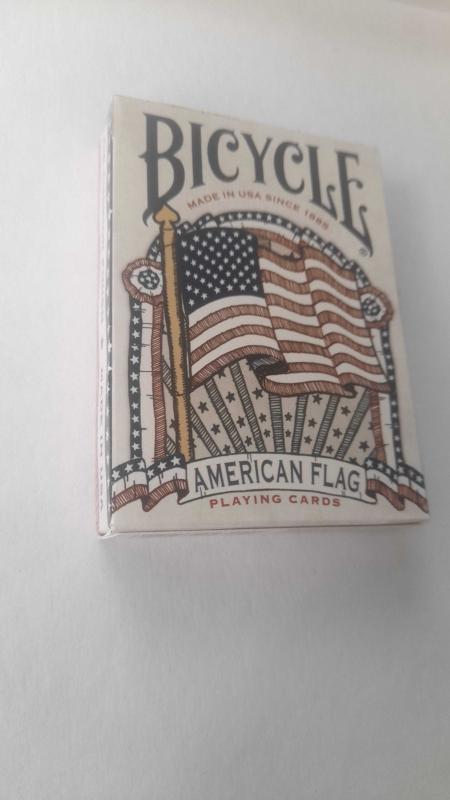 BICYCLE
®
MADE IN USA SINCE 1885
AMERICAN FLAG
PLAYING CARDS